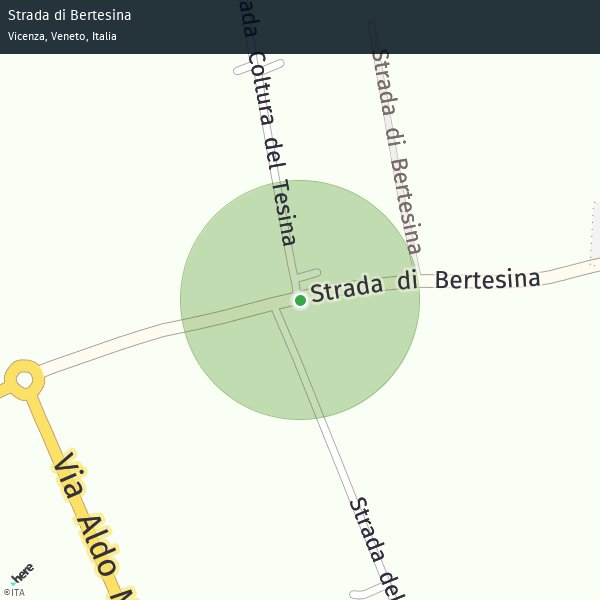 Strada di Bertesina
Vicenza, Veneto, Italia
Coltura del Tesina
Strada di Bertesina
Strada di Bertesina
Via Aldo
Strada del
here
©ITA